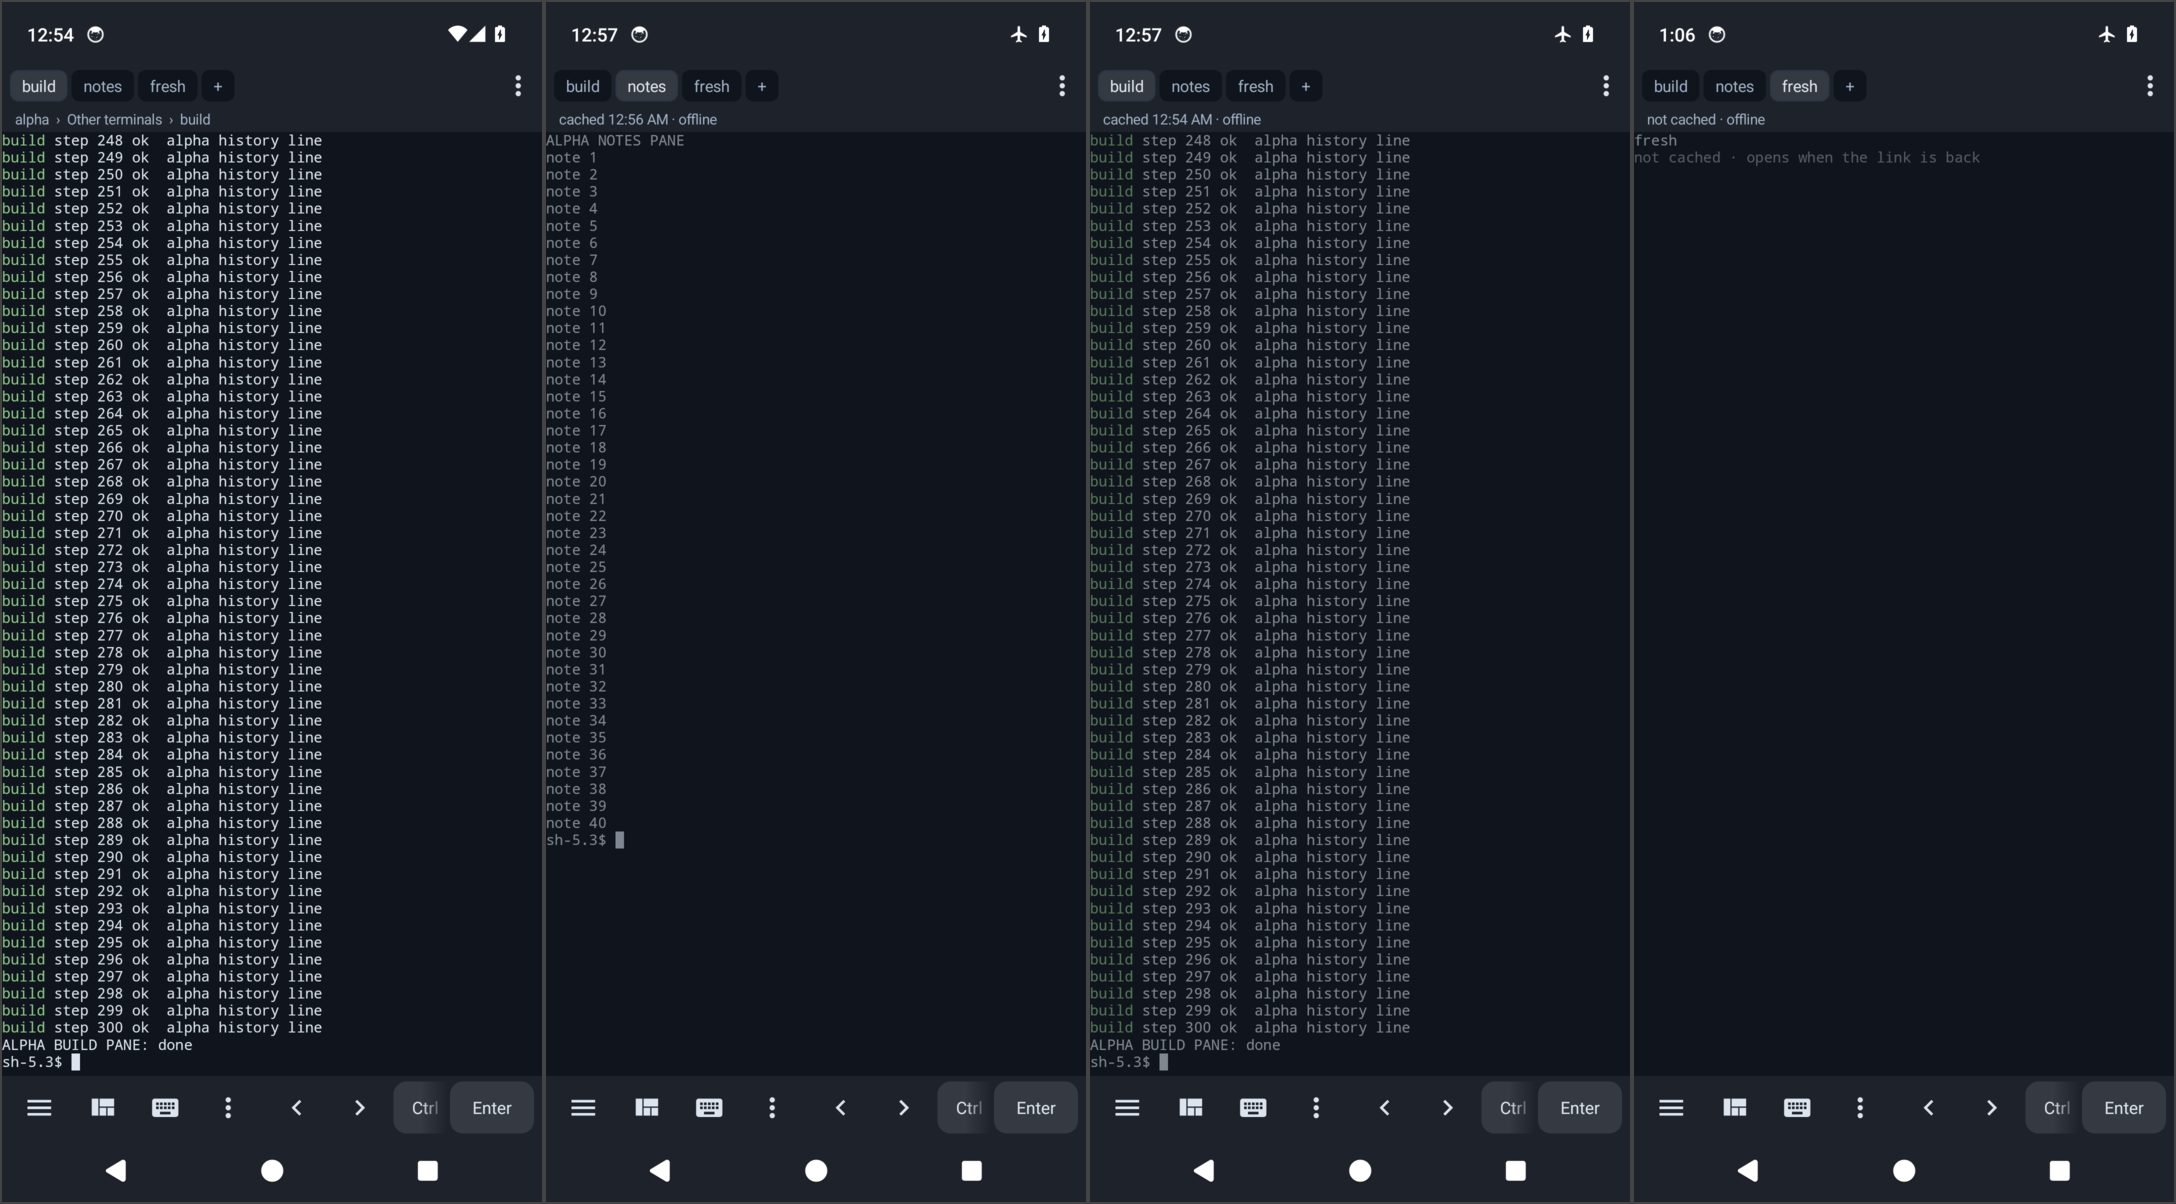 12:54
build notes fresh +
alpha › Other terminals › build
build step 248 ok  alpha history line
build step 249 ok  alpha history line
build step 250 ok  alpha history line
build step 251 ok  alpha history line
build step 252 ok  alpha history line
build step 253 ok  alpha history line
build step 254 ok  alpha history line
build step 255 ok  alpha history line
build step 256 ok  alpha history line
build step 257 ok  alpha history line
build step 258 ok  alpha history line
build step 259 ok  alpha history line
build step 260 ok  alpha history line
build step 261 ok  alpha history line
build step 262 ok  alpha history line
build step 263 ok  alpha history line
build step 264 ok  alpha history line
build step 265 ok  alpha history line
build step 266 ok  alpha history line
build step 267 ok  alpha history line
build step 268 ok  alpha history line
build step 269 ok  alpha history line
build step 270 ok  alpha history line
build step 271 ok  alpha history line
build step 272 ok  alpha history line
build step 273 ok  alpha history line
build step 274 ok  alpha history line
build step 275 ok  alpha history line
build step 276 ok  alpha history line
build step 277 ok  alpha history line
build step 278 ok  alpha history line
build step 279 ok  alpha history line
build step 280 ok  alpha history line
build step 281 ok  alpha history line
build step 282 ok  alpha history line
build step 283 ok  alpha history line
build step 284 ok  alpha history line
build step 285 ok  alpha history line
build step 286 ok  alpha history line
build step 287 ok  alpha history line
build step 288 ok  alpha history line
build step 289 ok  alpha history line
build step 290 ok  alpha history line
build step 291 ok  alpha history line
build step 292 ok  alpha history line
build step 293 ok  alpha history line
build step 294 ok  alpha history line
build step 295 ok  alpha history line
build step 296 ok  alpha history line
build step 297 ok  alpha history line
build step 298 ok  alpha history line
build step 299 ok  alpha history line
build step 300 ok  alpha history line
ALPHA BUILD PANE: done
sh-5.3$
Ctrl Enter
12:57
build notes fresh +
cached 12:56 AM · offline
ALPHA NOTES PANE
note 1
note 2
note 3
note 4
note 5
note 6
note 7
note 8
note 9
note 10
note 11
note 12
note 13
note 14
note 15
note 16
note 17
note 18
note 19
note 20
note 21
note 22
note 23
note 24
note 25
note 26
note 27
note 28
note 29
note 30
note 31
note 32
note 33
note 34
note 35
note 36
note 37
note 38
note 39
note 40
sh-5.3$
Ctrl Enter
12:57
build notes fresh +
cached 12:54 AM · offline
build step 248 ok  alpha history line
build step 249 ok  alpha history line
build step 250 ok  alpha history line
build step 251 ok  alpha history line
build step 252 ok  alpha history line
build step 253 ok  alpha history line
build step 254 ok  alpha history line
build step 255 ok  alpha history line
build step 256 ok  alpha history line
build step 257 ok  alpha history line
build step 258 ok  alpha history line
build step 259 ok  alpha history line
build step 260 ok  alpha history line
build step 261 ok  alpha history line
build step 262 ok  alpha history line
build step 263 ok  alpha history line
build step 264 ok  alpha history line
build step 265 ok  alpha history line
build step 266 ok  alpha history line
build step 267 ok  alpha history line
build step 268 ok  alpha history line
build step 269 ok  alpha history line
build step 270 ok  alpha history line
build step 271 ok  alpha history line
build step 272 ok  alpha history line
build step 273 ok  alpha history line
build step 274 ok  alpha history line
build step 275 ok  alpha history line
build step 276 ok  alpha history line
build step 277 ok  alpha history line
build step 278 ok  alpha history line
build step 279 ok  alpha history line
build step 280 ok  alpha history line
build step 281 ok  alpha history line
build step 282 ok  alpha history line
build step 283 ok  alpha history line
build step 284 ok  alpha history line
build step 285 ok  alpha history line
build step 286 ok  alpha history line
build step 287 ok  alpha history line
build step 288 ok  alpha history line
build step 289 ok  alpha history line
build step 290 ok  alpha history line
build step 291 ok  alpha history line
build step 292 ok  alpha history line
build step 293 ok  alpha history line
build step 294 ok  alpha history line
build step 295 ok  alpha history line
build step 296 ok  alpha history line
build step 297 ok  alpha history line
build step 298 ok  alpha history line
build step 299 ok  alpha history line
build step 300 ok  alpha history line
ALPHA BUILD PANE: done
sh-5.3$
Ctrl Enter
1:06
build notes fresh +
not cached · offline
fresh
not cached · opens when the link is back
Ctrl Enter